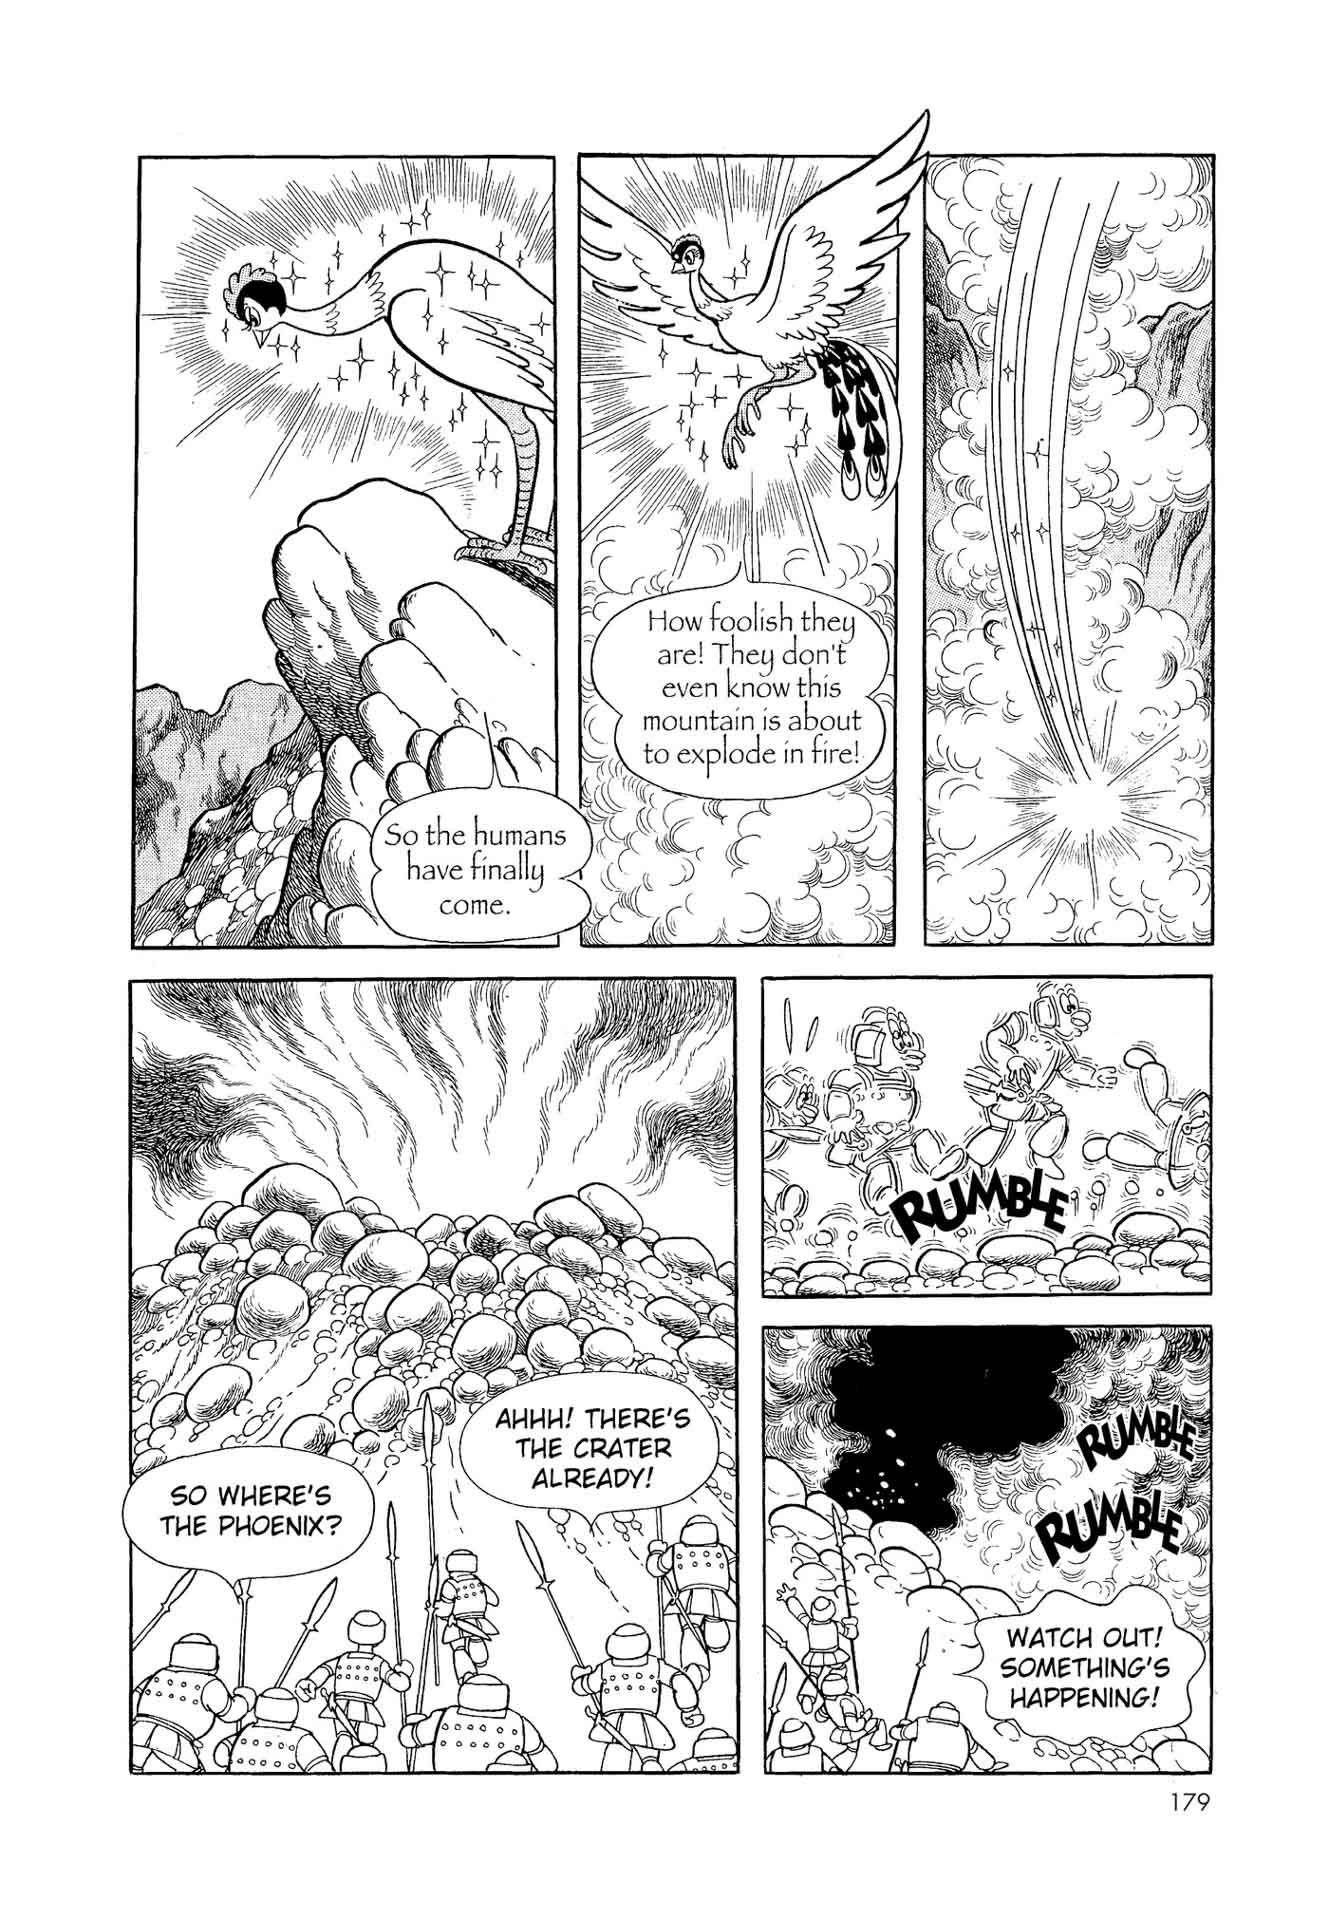 So the humans
have finally
come.
How foolish they
are! They don't
even know this
mountain is about
to explode in fire!
SO WHERE'S
THE PHOENIX?
AHHH! THERE'S
THE CRATER
ALREADY!
RUMBLE
RUMBLE
RUMBLE
WATCH OUT!
SOMETHING'S
HAPPENING!
179